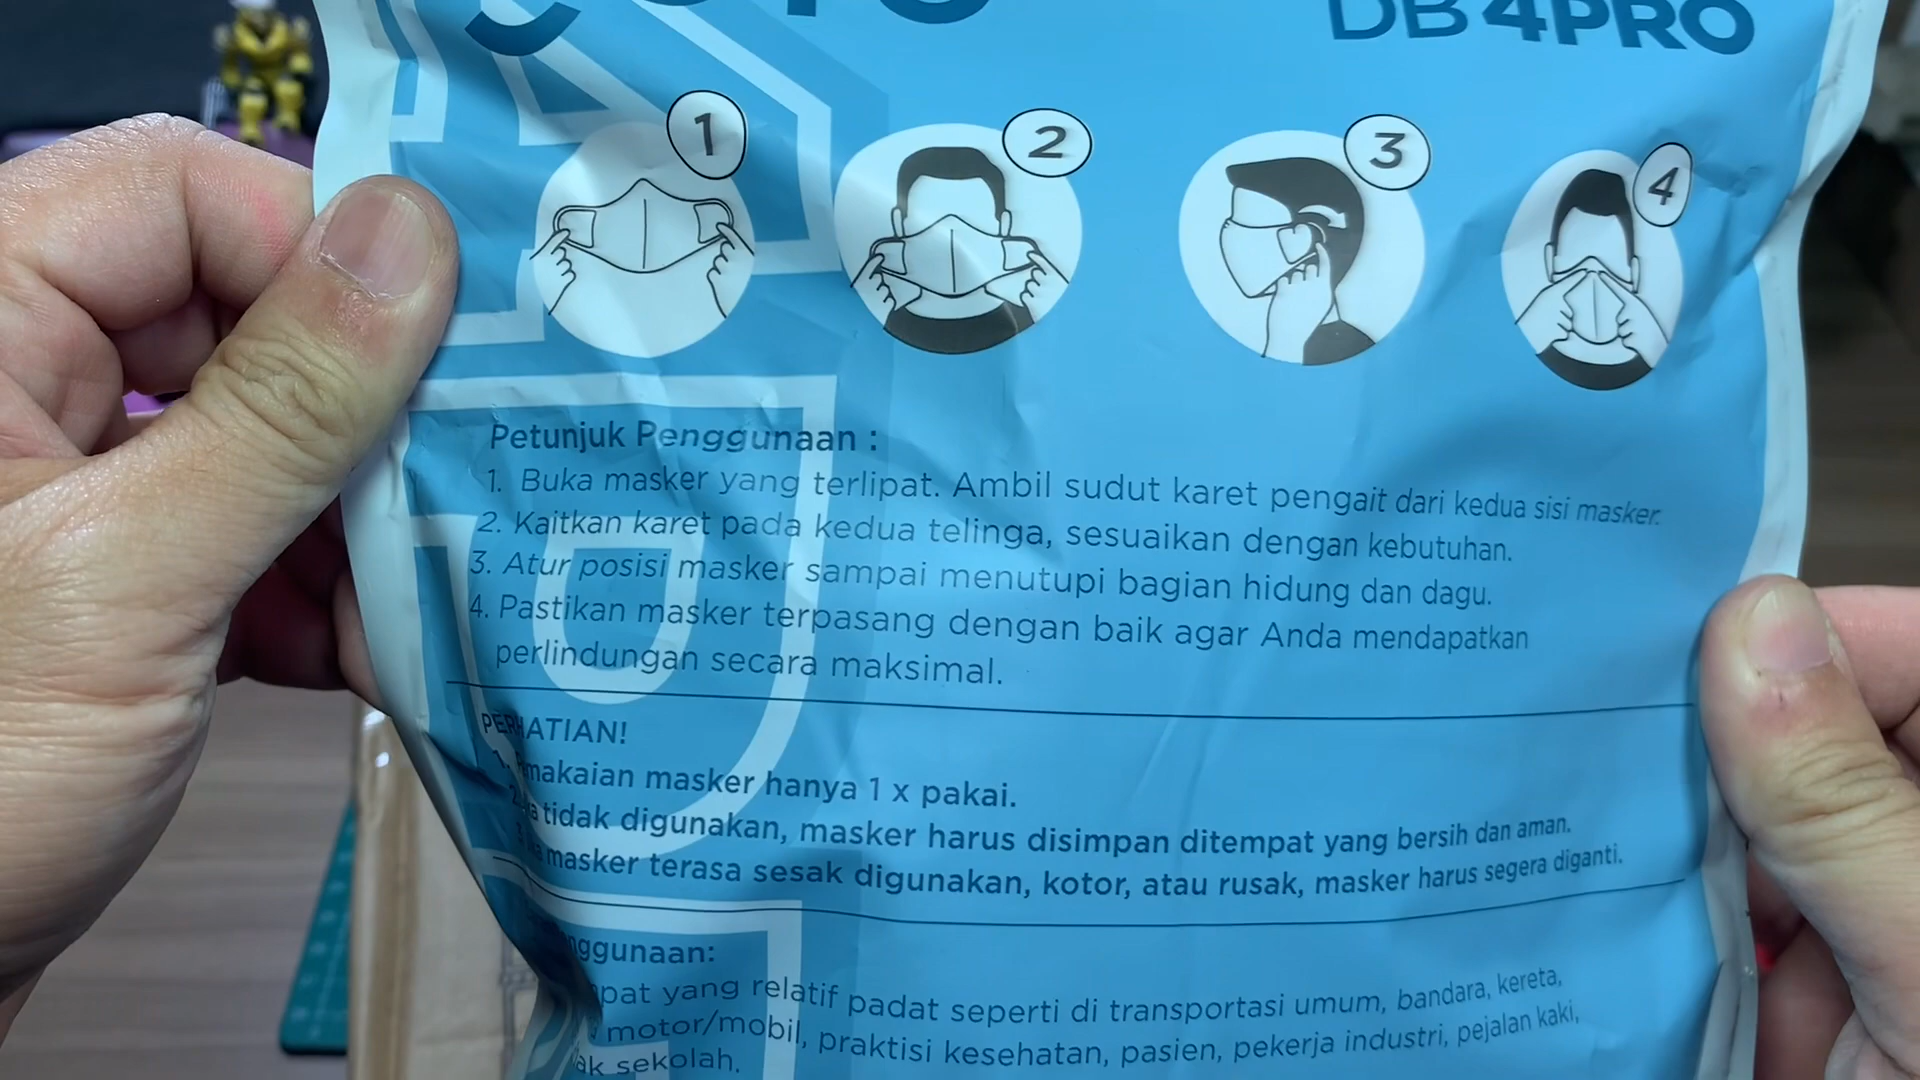 DB 4PRO
1
2
3
4
Petunjuk Penggunaan :
1. Buka masker yang terlipat. Ambil sudut karet pengait dari kedua sisi masker.
2. Kaitkan karet pada kedua telinga, sesuaikan dengan kebutuhan.
3. Atur posisi masker sampai menutupi bagian hidung dan dagu.
4. Pastikan masker terpasang dengan baik agar Anda mendapatkan
perlindungan secara maksimal.
PERHATIAN!
masker hanya 1 x pakai.
tidak digunakan, masker harus disimpan ditempat yang bersih dan aman.
masker terasa sesak digunakan, kotor, atau rusak, masker harus segera diganti.
yang relatif padat seperti di transportasi umum, bandara, kereta,
motor/mobil, praktisi kesehatan, pasien, pekerja industri, pejalan kaki,
sekolah.